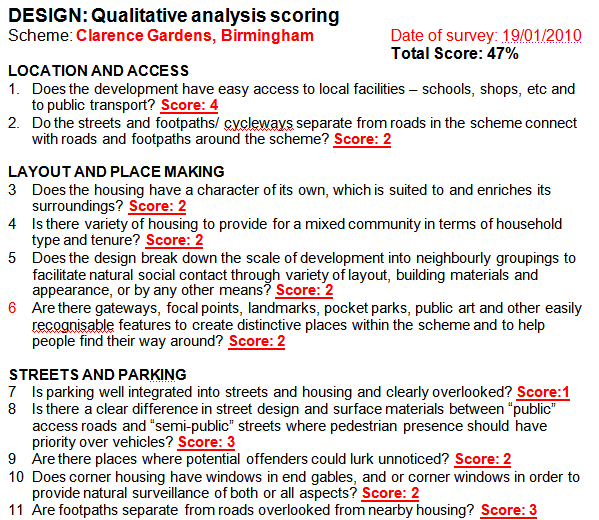 DESIGN: Qualitative analysis scoring
Scheme: Clarence Gardens, Birmingham Date of survey: 19/01/2010
Total Score: 47%
LOCATION AND ACCESS
1. Does the development have easy access to local facilities – schools, shops, etc and
to public transport? Score: 4
2. Do the streets and footpaths/ cycleways separate from roads in the scheme connect
with roads and footpaths around the scheme? Score: 2
LAYOUT AND PLACE MAKING
3 Does the housing have a character of its own, which is suited to and enriches its
surroundings? Score: 2
4 Is there variety of housing to provide for a mixed community in terms of household
type and tenure? Score: 2
5 Does the design break down the scale of development into neighbourly groupings to
facilitate natural social contact through variety of layout, building materials and
appearance, or by any other means? Score: 2
6 Are there gateways, focal points, landmarks, pocket parks, public art and other easily
recognisable features to create distinctive places within the scheme and to help
people find their way around? Score: 2
STREETS AND PARKING
7 Is parking well integrated into streets and housing and clearly overlooked? Score:1
8 Is there a clear difference in street design and surface materials between “public”
access roads and “semi-public” streets where pedestrian presence should have
priority over vehicles? Score: 3
9 Are there places where potential offenders could lurk unnoticed? Score: 2
10 Does corner housing have windows in end gables, and or corner windows in order to
provide natural surveillance of both or all aspects? Score: 2
11 Are footpaths separate from roads overlooked from nearby housing? Score: 3